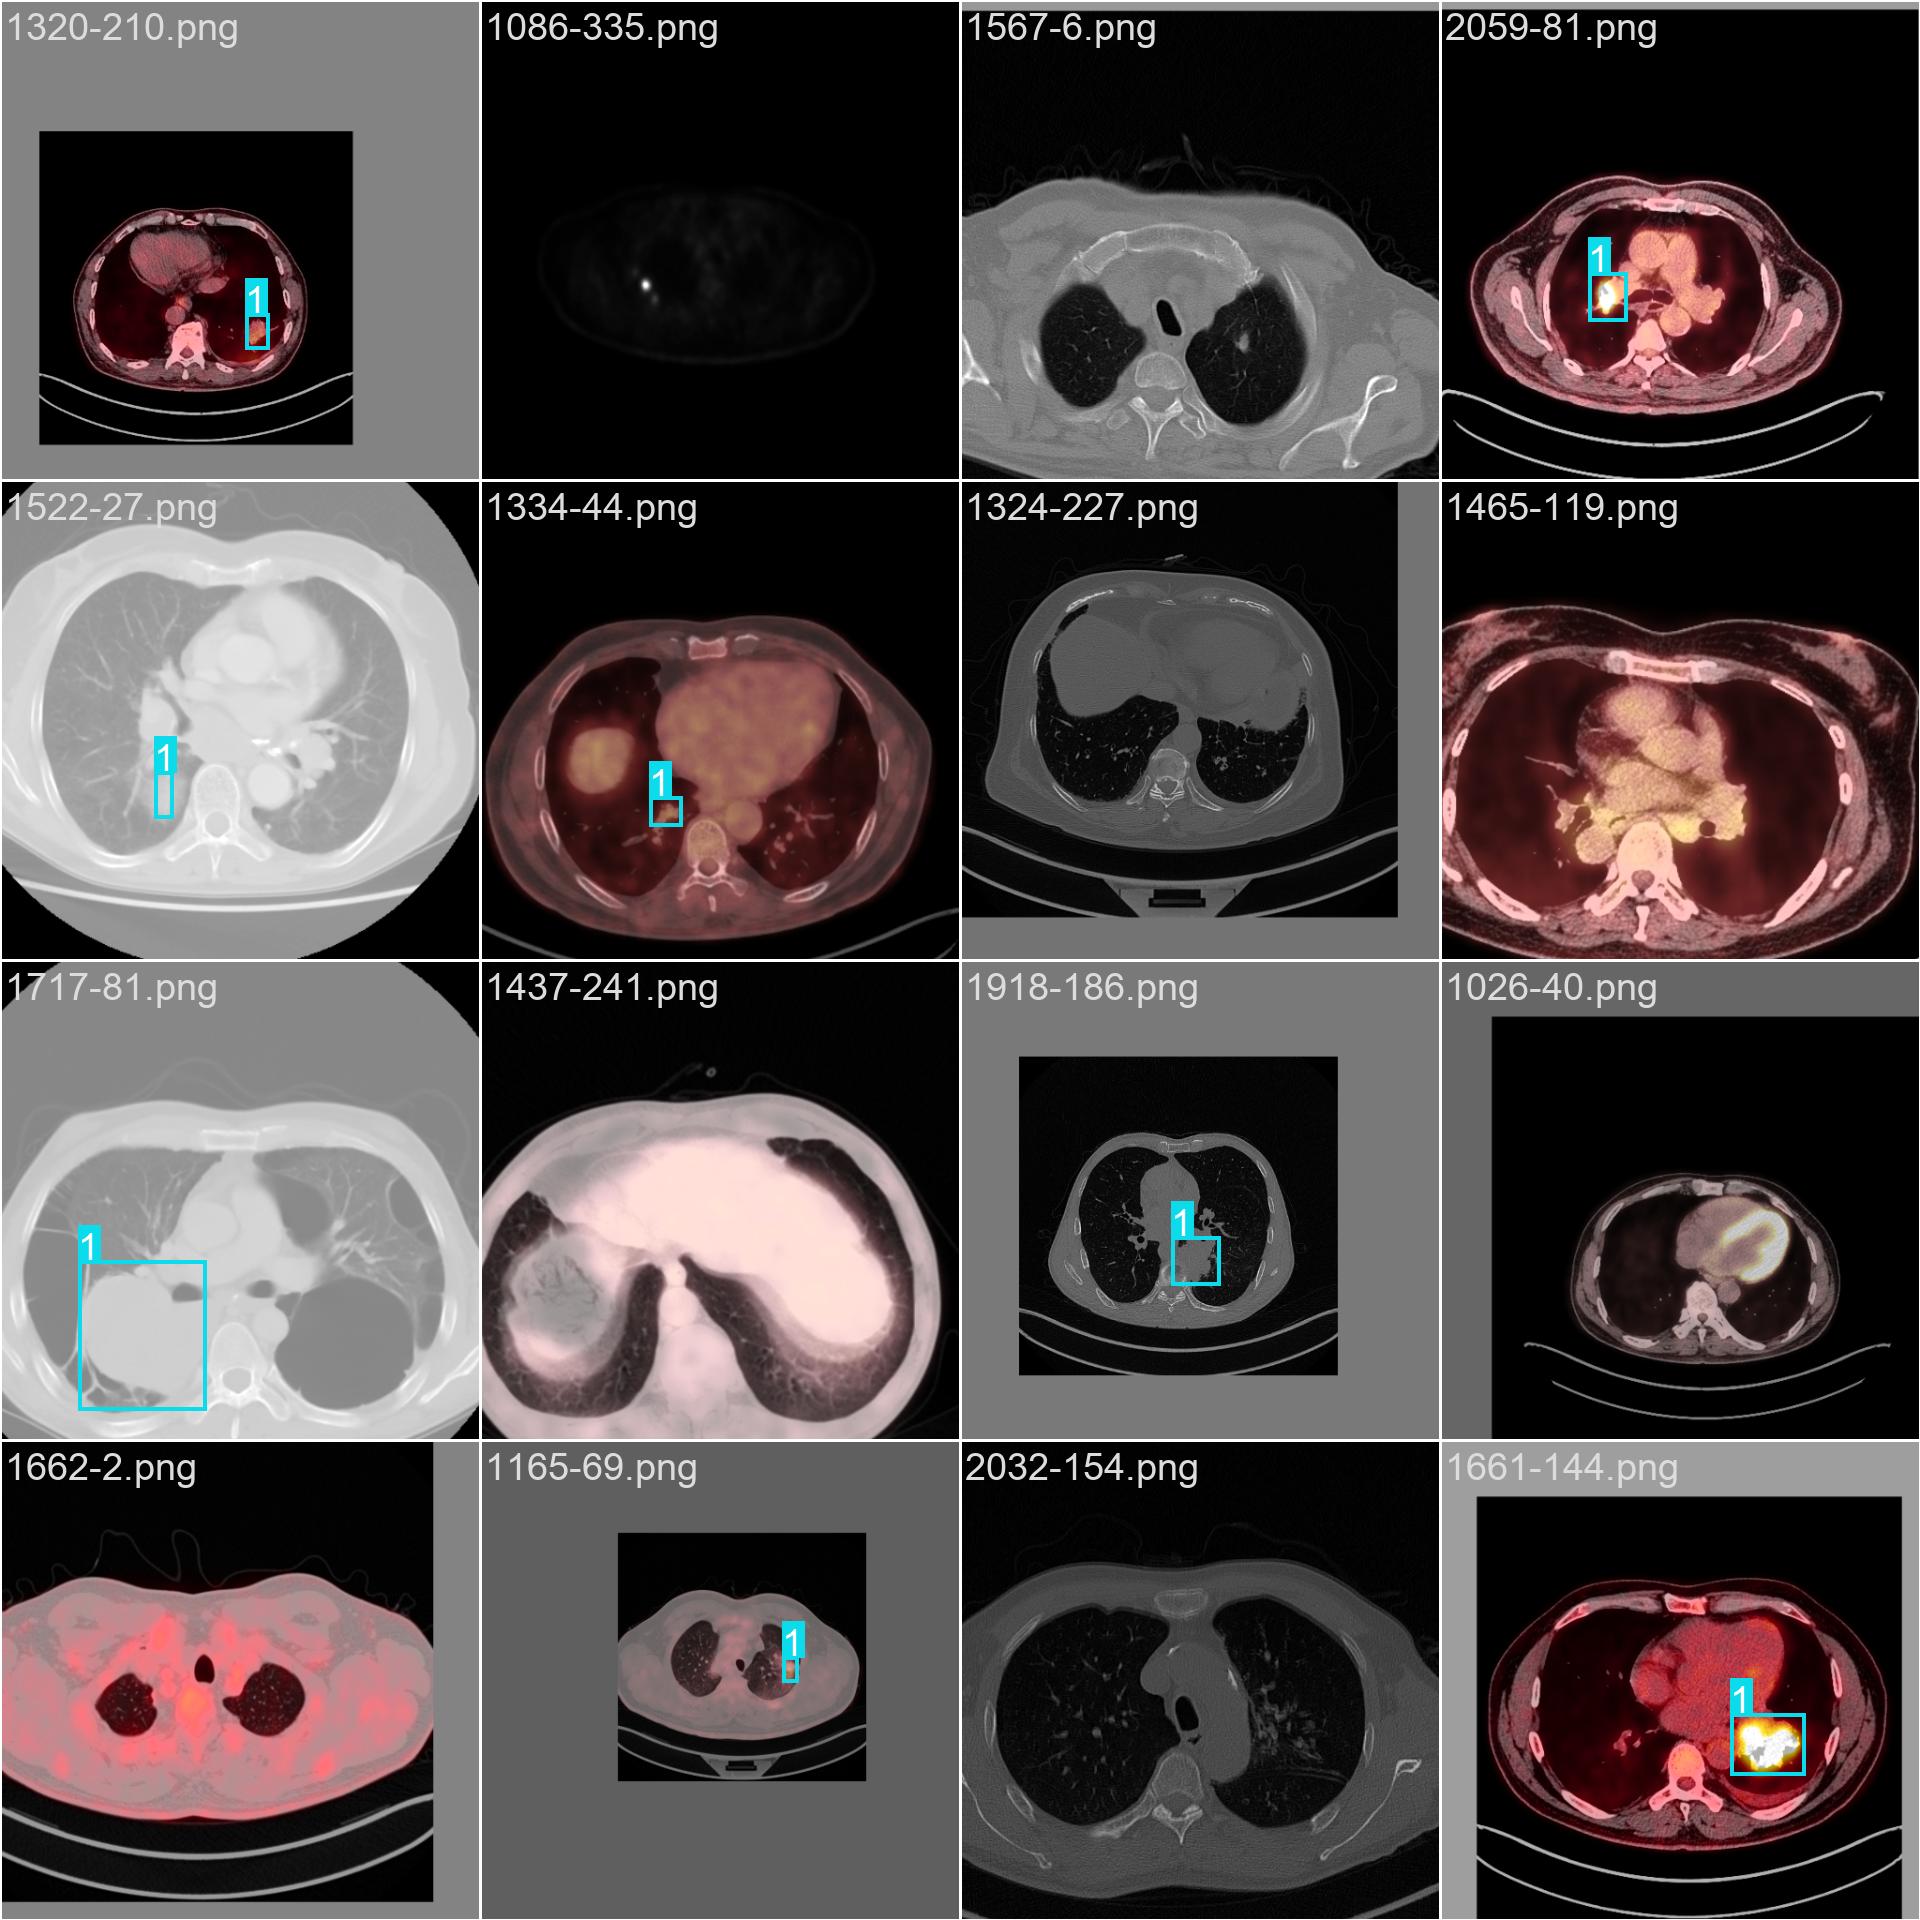 1320-210.png
1086-335.png
1567-6.png
2059-81.png
1
1
1522-27.png
1334-44.png
1324-227.png
1465-119.png
1
1
1717-81.png
1437-241.png
1918-186.png
1026-40.png
1
1
1662-2.png
1165-69.png
2032-154.png
1661-144.png
1
1